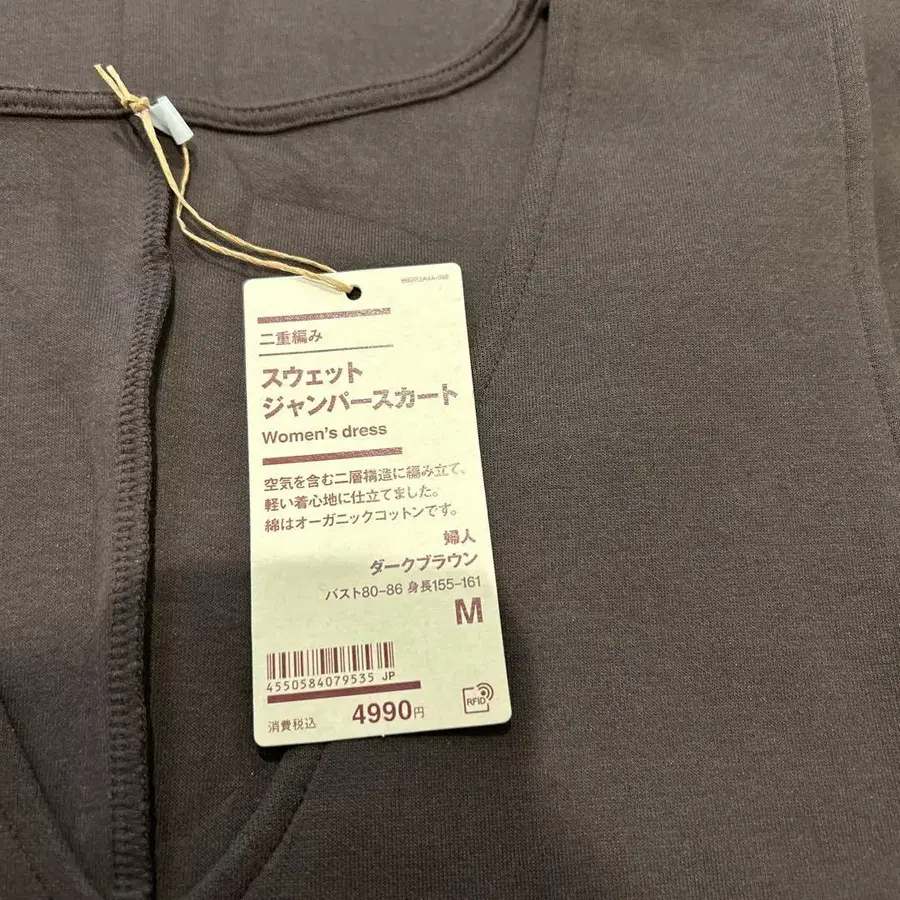 二重編み
スウェット
ジャンパースカート
Women's dress
空気を含む二層構造に編み立て、
軽い着心地に仕立てました。
綿はオーガニックコットンです。
婦人
ダークブラウン
バスト80-86 身長155-161
M
4550584079535 JP
消費税込 4990円
RFID